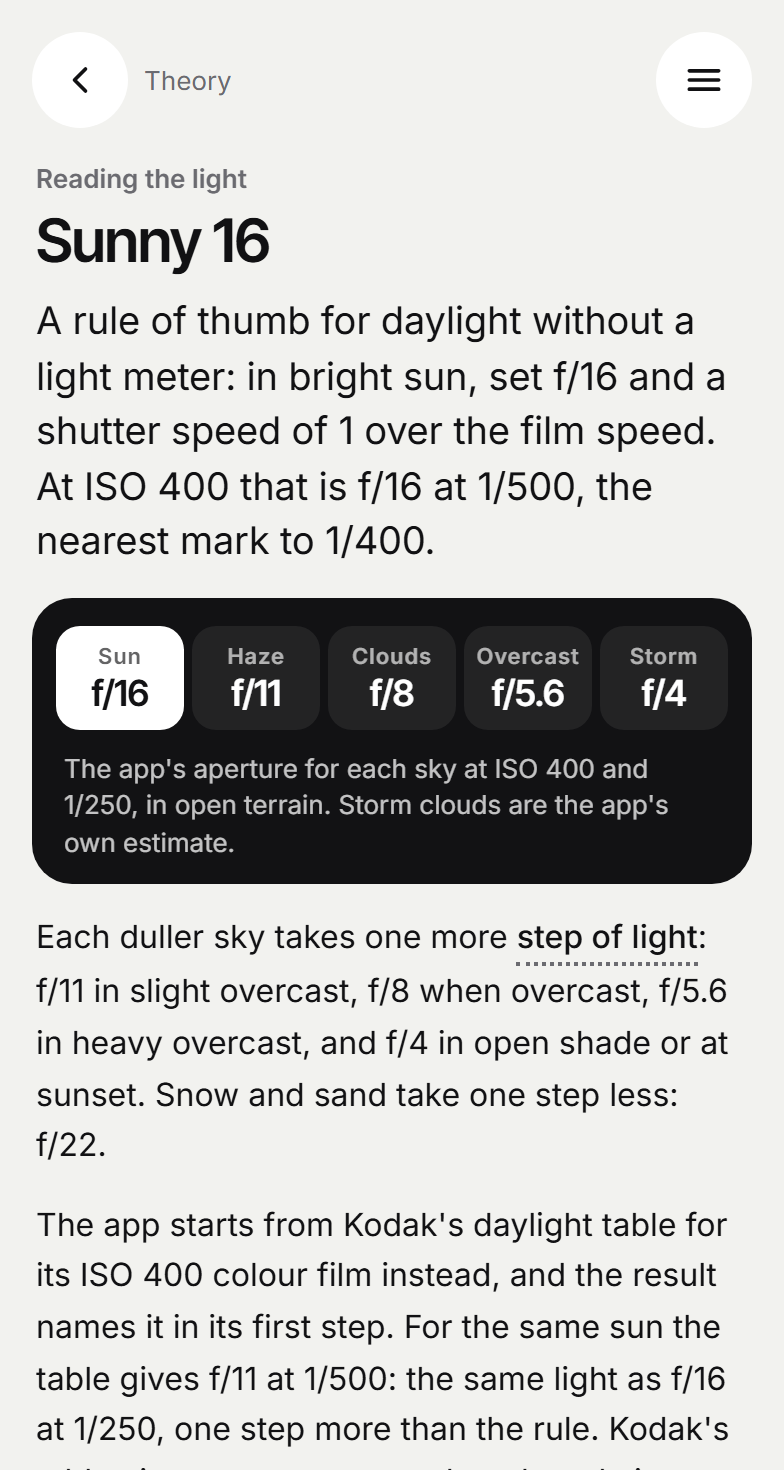 Theory
Reading the light
Sunny 16
A rule of thumb for daylight without a
light meter: in bright sun, set f/16 and a
shutter speed of 1 over the film speed.
At ISO 400 that is f/16 at 1/500, the
nearest mark to 1/400.
Sun
f/16
Haze
f/11
Clouds
f/8
Overcast
f/5.6
Storm
f/4
The app's aperture for each sky at ISO 400 and
1/250, in open terrain. Storm clouds are the app's
own estimate.
Each duller sky takes one more step of light:
f/11 in slight overcast, f/8 when overcast, f/5.6
in heavy overcast, and f/4 in open shade or at
sunset. Snow and sand take one step less:
f/22.
The app starts from Kodak's daylight table for
its ISO 400 colour film instead, and the result
names it in its first step. For the same sun the
table gives f/11 at 1/500: the same light as f/16
at 1/250, one step more than the rule. Kodak's